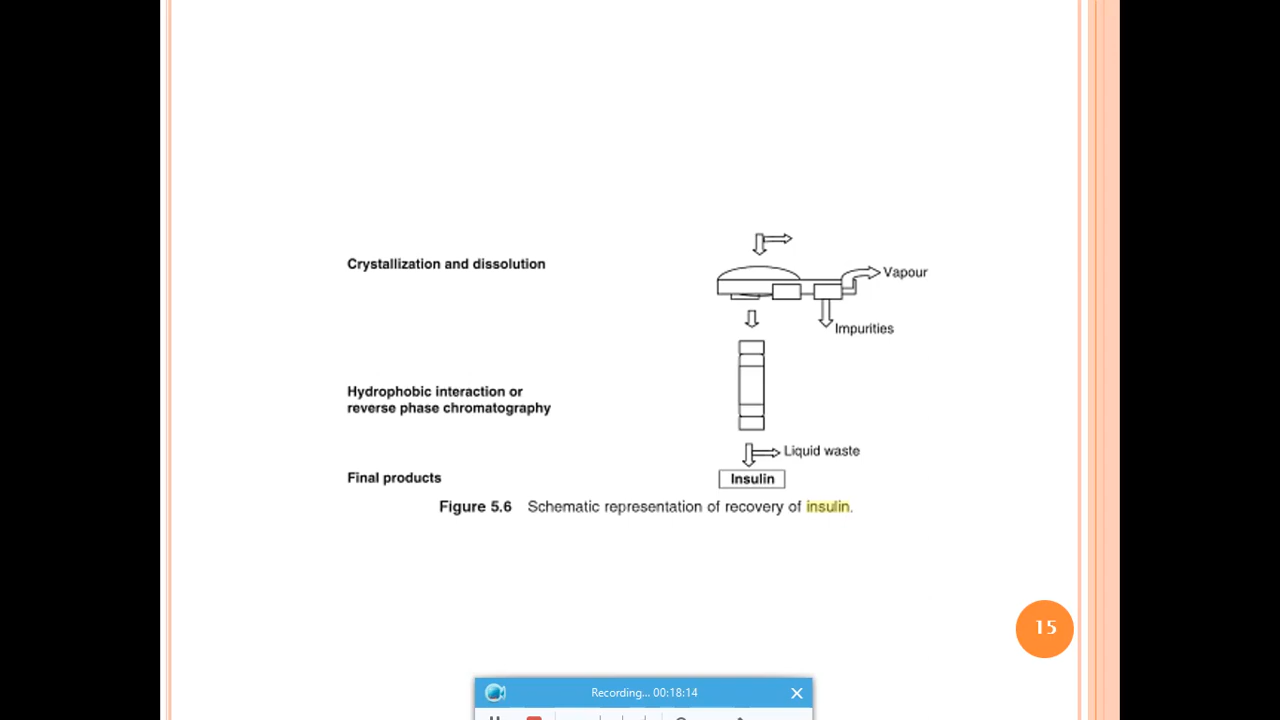 Crystallization and dissolution
Vapour
Impurities
Hydrophobic interaction or
reverse phase chromatography
Liquid waste
Final products
Insulin
Figure 5.6 Schematic representation of recovery of insulin.
15
Recording... 00:18:14